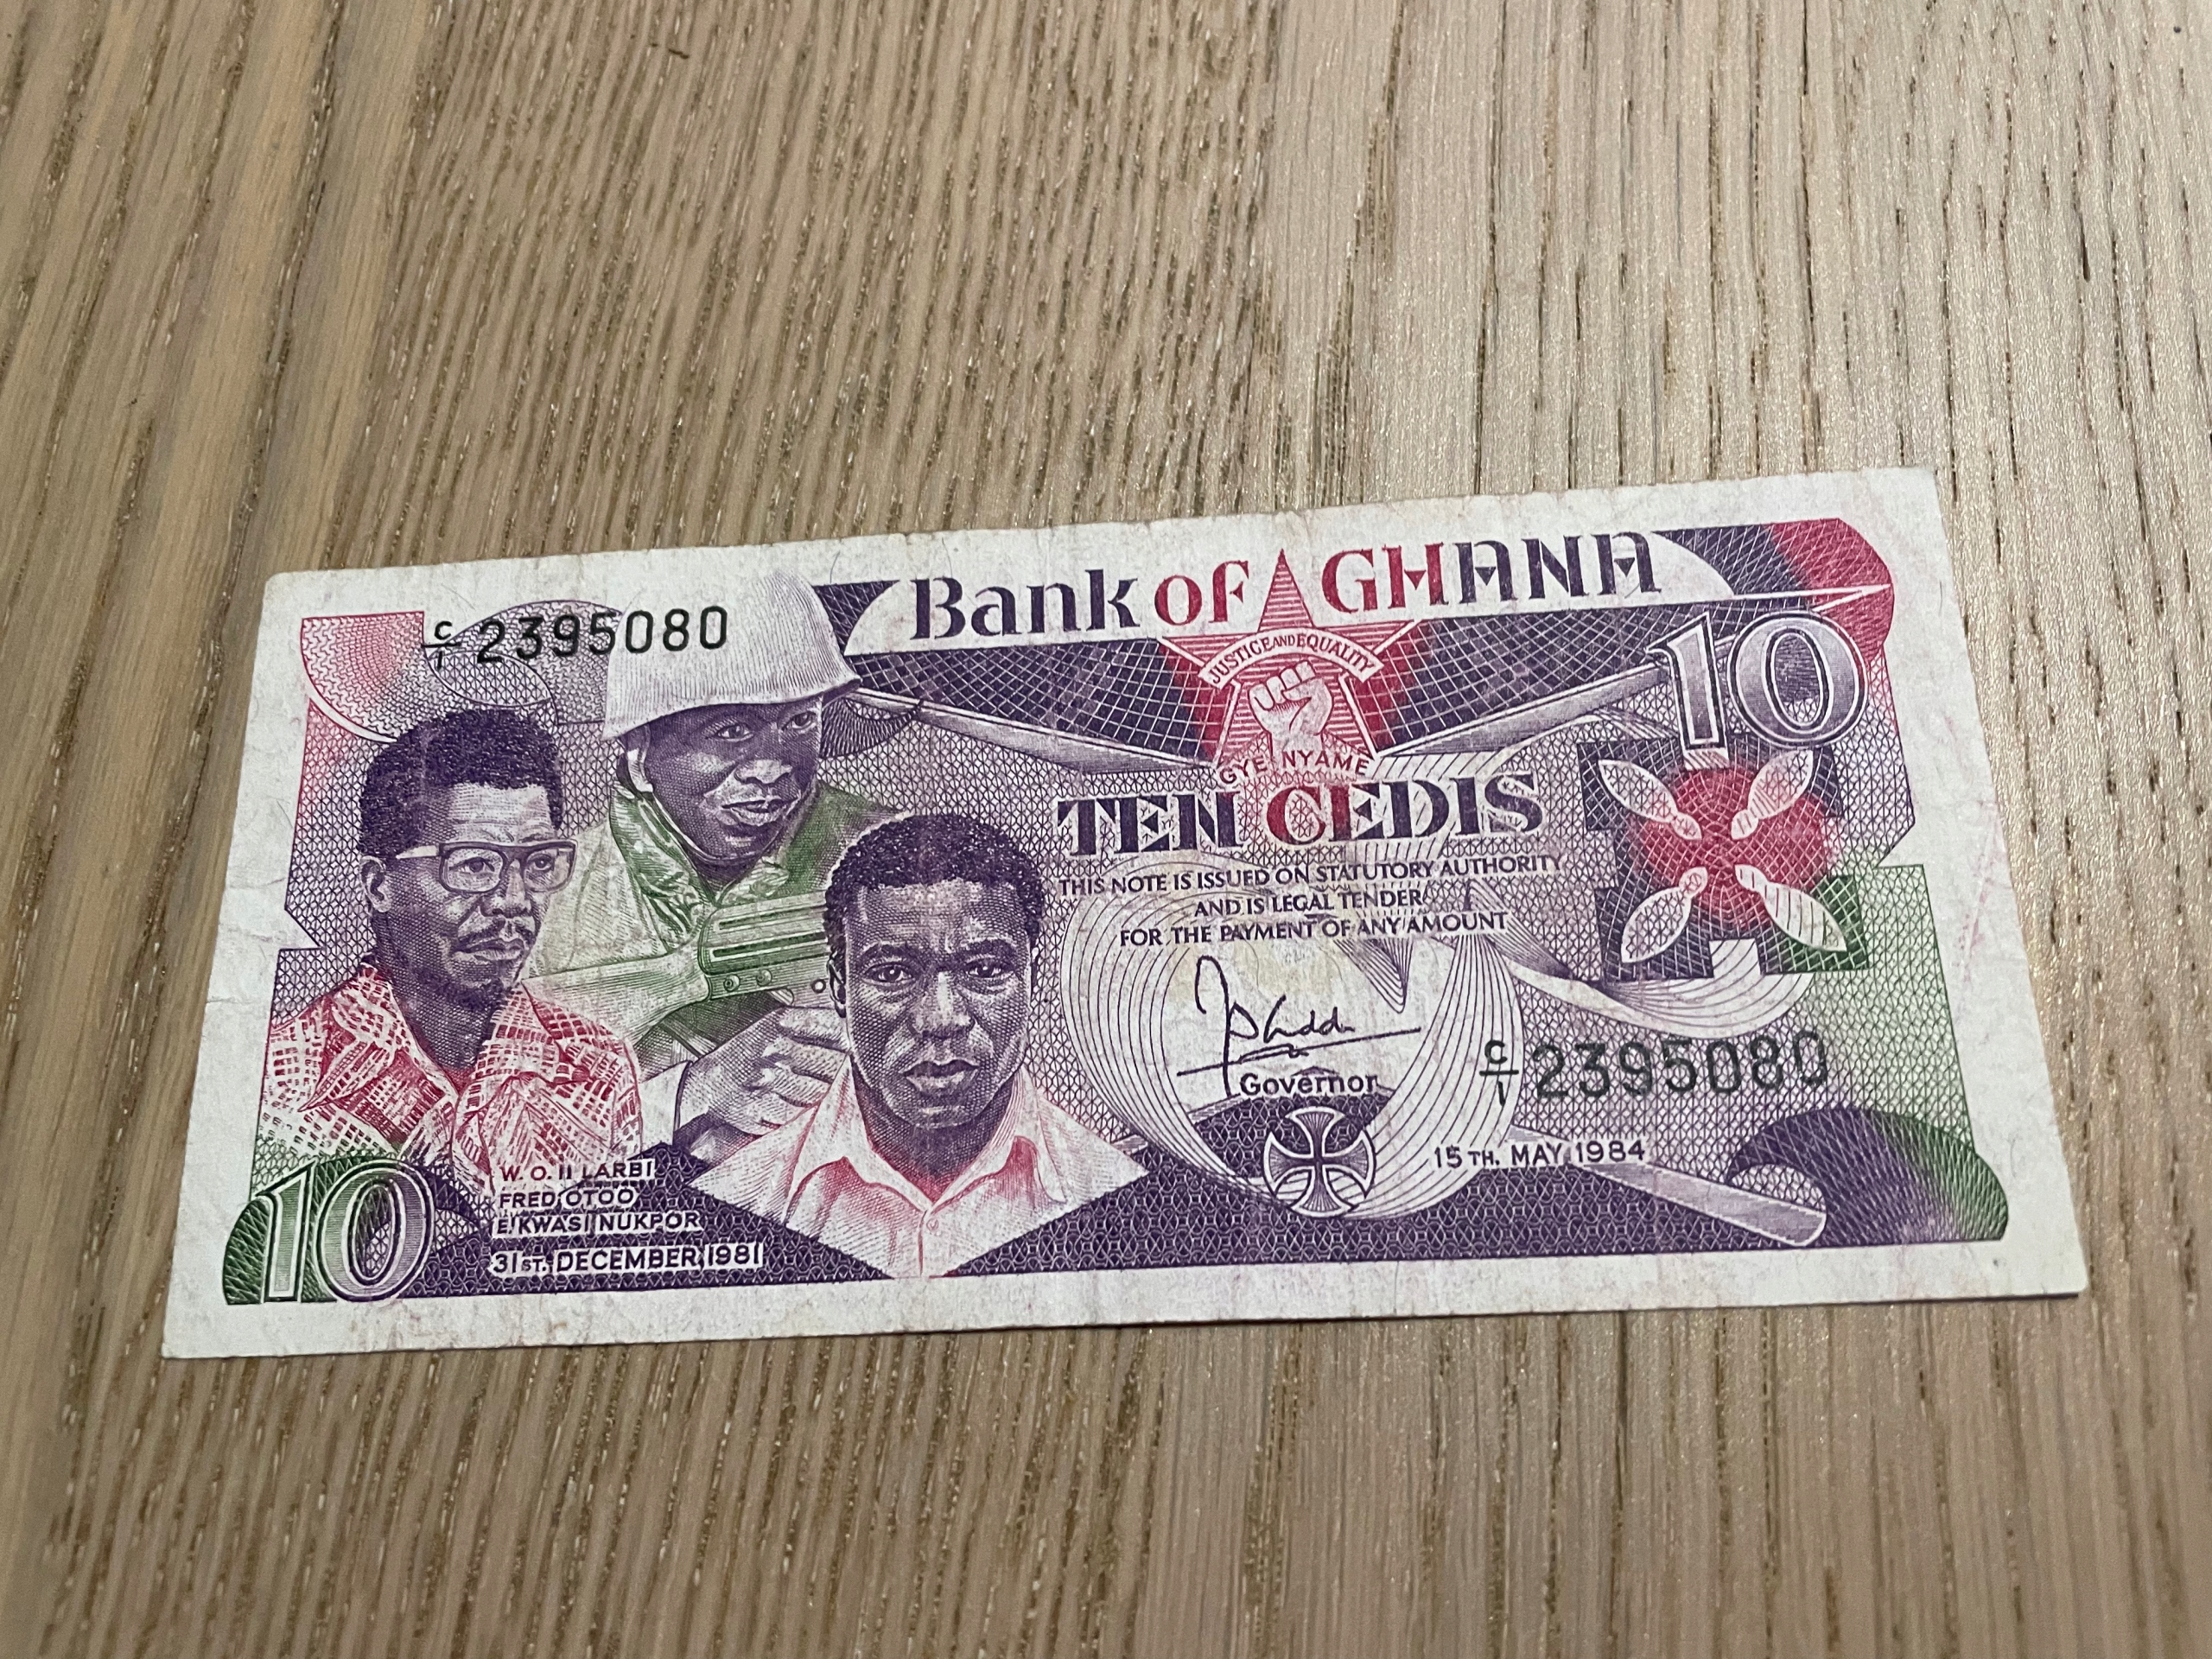 C/1 2395080
Bank of GHANA
10
JUSTICE AND EQUALITY
GYE NYAME
TEN CEDIS
THIS NOTE IS ISSUED ON STATUTORY AUTHORITY
AND IS LEGAL TENDER
FOR THE PAYMENT OF ANY AMOUNT
Governor
C/1 2395080
15TH. MAY, 1984
10
W. O. II LARBI
FRED OTOO
E. KWASI NUKPOR
31ST. DECEMBER, 1981